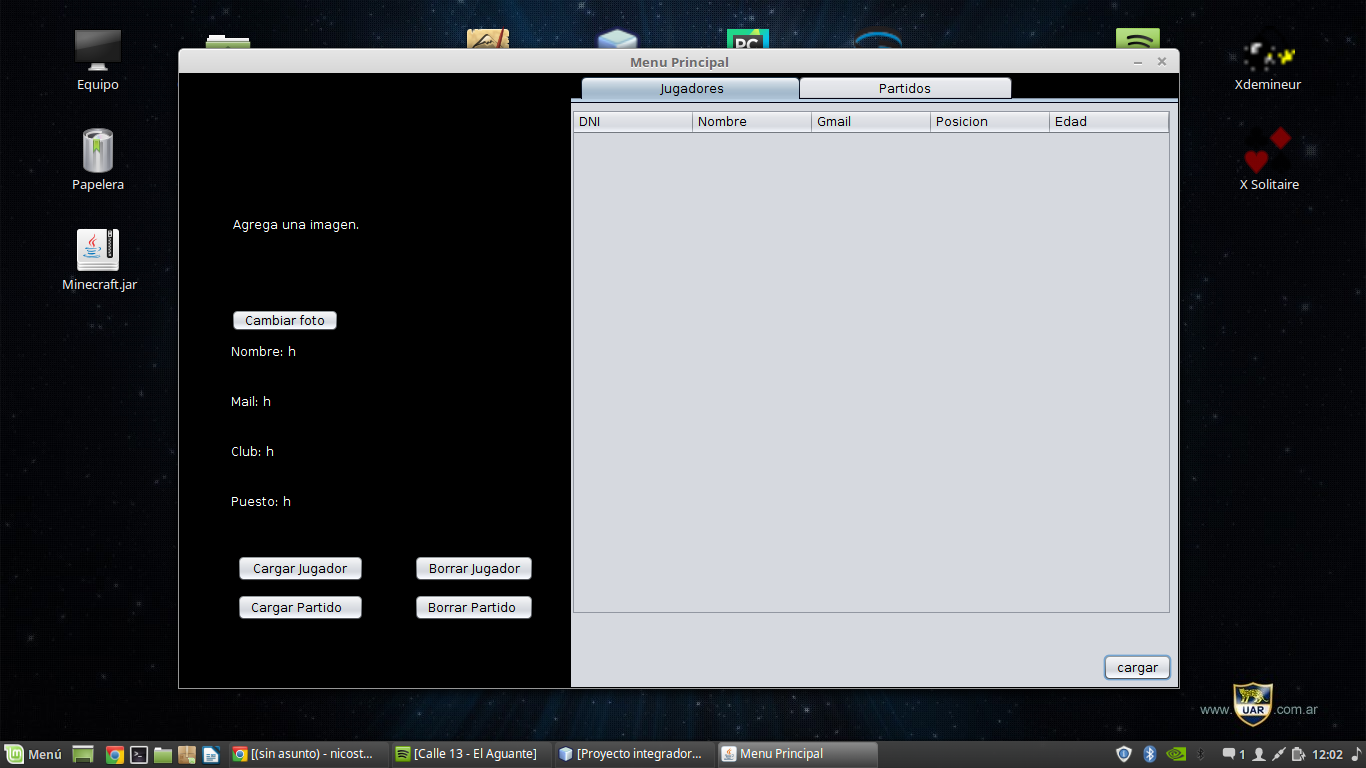 Equipo
Papelera
Minecraft.jar
PC
Xdemineur
X Solitaire
Menu Principal
Jugadores
Partidos
DNI
Nombre
Gmail
Posicion
Edad
Agrega una imagen.
Cambiar foto
Nombre: h
Mail: h
Club: h
Puesto: h
Cargar Jugador
Borrar Jugador
Cargar Partido
Borrar Partido
cargar
www. UAR .com.ar
Menú
[(sin asunto) - nicost...
[Calle 13 - El Aguante]
[Proyecto integrador...
Menu Principal
1
12:02